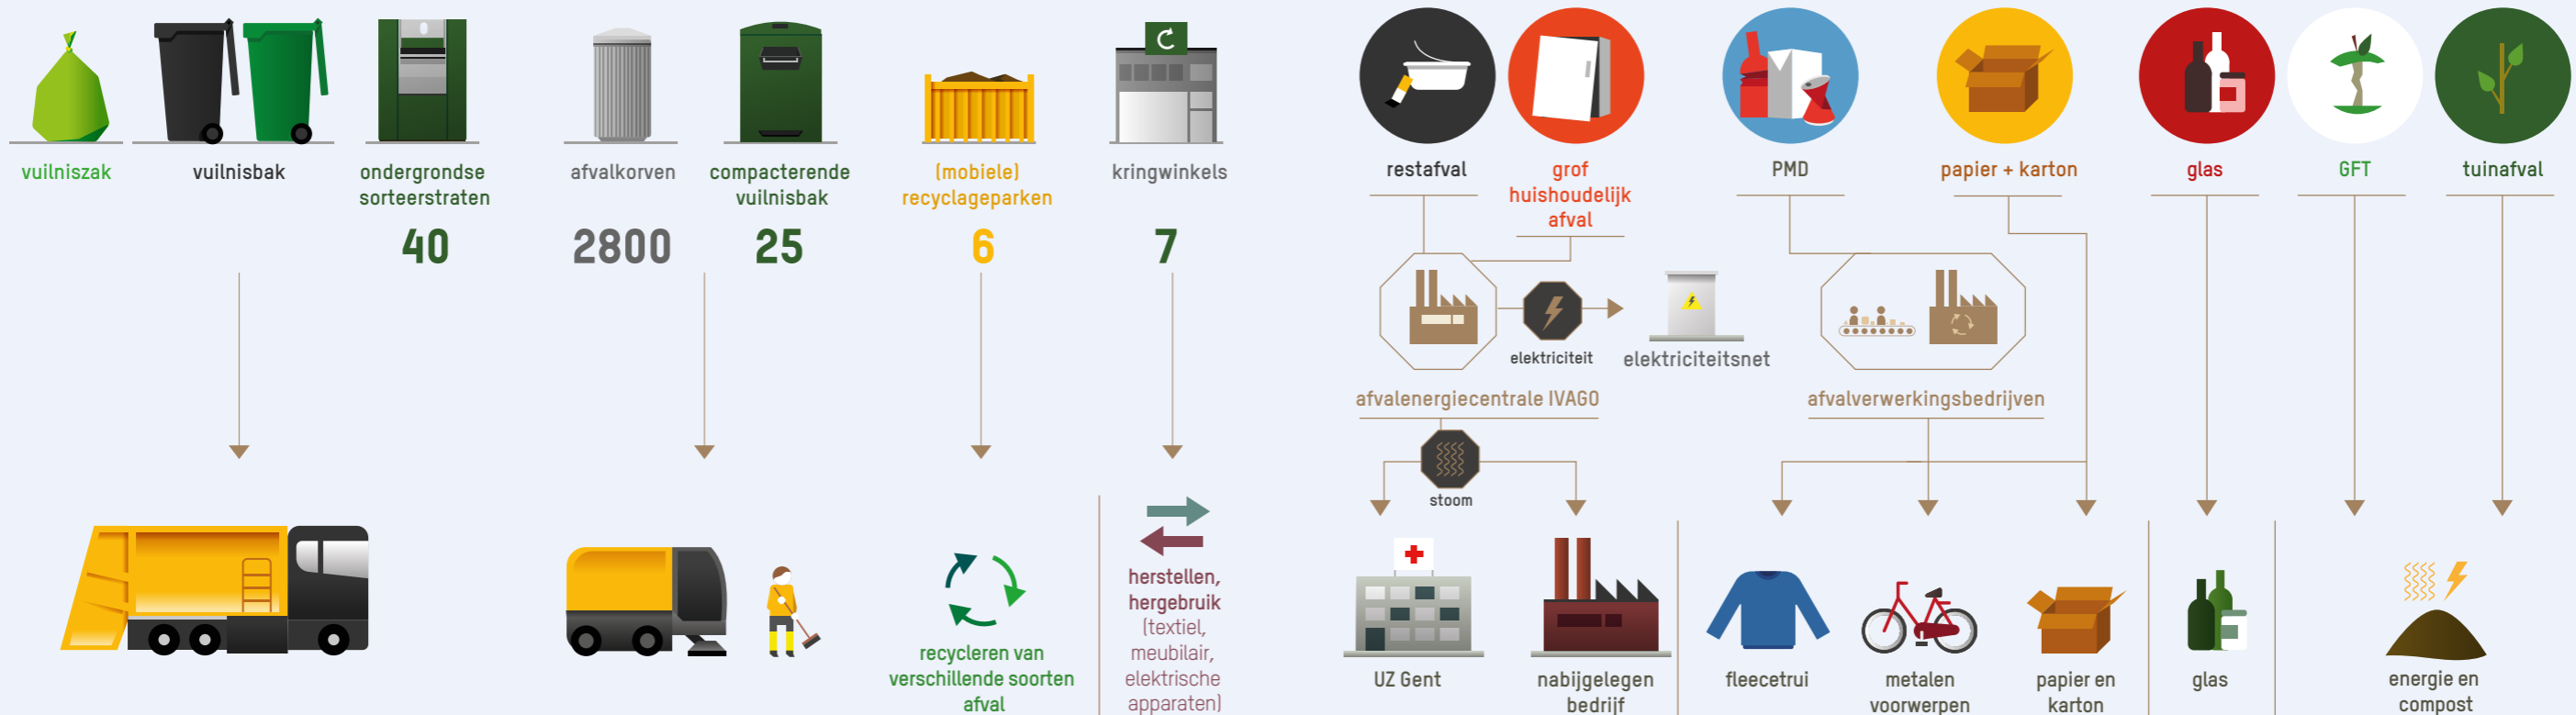 vuilniszak
vuilnisbak
ondergrondse
sorteerstraten
40
afvalkorven
2800
compacterende
vuilnisbak
25
(mobiele)
recyclageparken
6
kringwinkels
7
recycleren van
verschillende soorten
afval
herstellen,
hergebruik
(textiel,
meubilair,
elektrische
apparaten)
restafval
grof
huishoudelijk
afval
PMD
papier + karton
glas
GFT
tuinafval
elektriciteit
elektriciteitsnet
afvalenergiecentrale IVAGO
afvalverwerkingsbedrijven
stoom
UZ Gent
nabijgelegen
bedrijf
fleecetrui
metalen
voorwerpen
papier en
karton
glas
energie en
compost